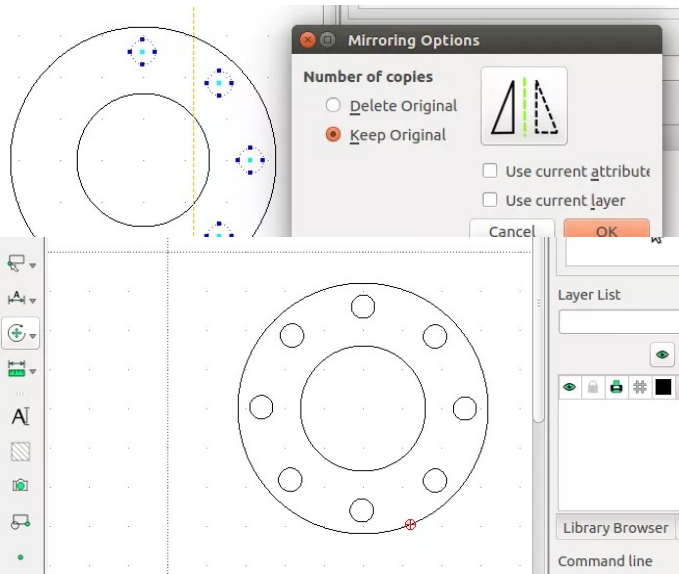 Mirroring Options
Number of copies
Delete Original
Keep Original
Use current attribute
Use current layer
Cancel
OK
Layer List
A
Library Browser
Command line